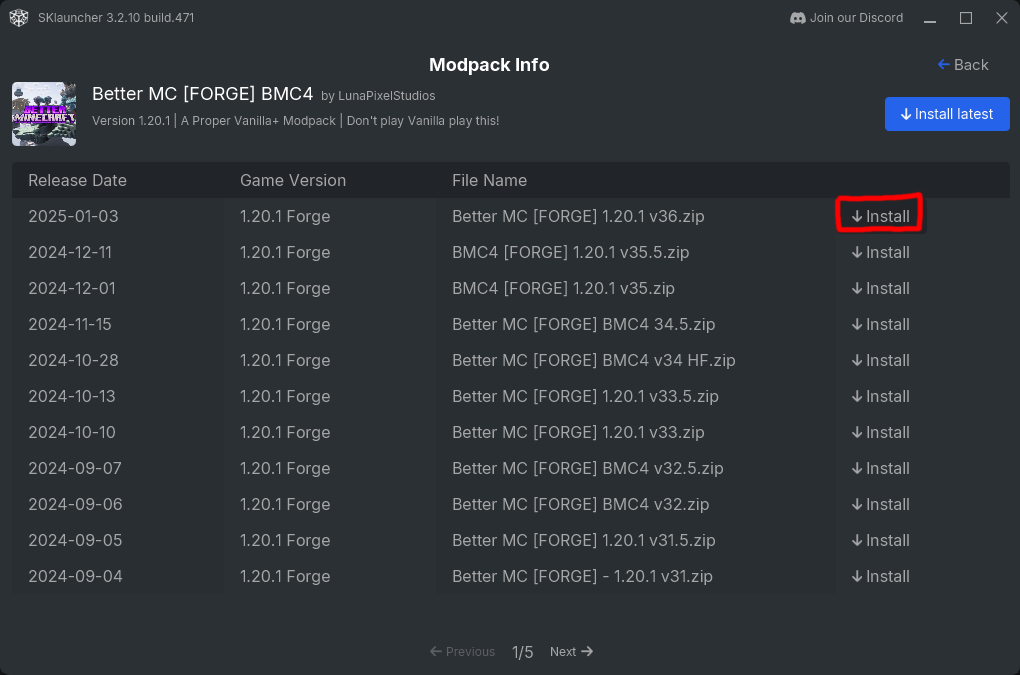 SKlauncher 3.2.10 build.471 Join our Discord
Modpack Info
Back
BETTER
MINECRAFT
Better MC [FORGE] BMC4 by LunaPixelStudios
Version 1.20.1 | A Proper Vanilla+ Modpack | Don't play Vanilla play this!
Install latest
Release Date Game Version File Name
2025-01-03 1.20.1 Forge Better MC [FORGE] 1.20.1 v36.zip Install
2024-12-11 1.20.1 Forge BMC4 [FORGE] 1.20.1 v35.5.zip Install
2024-12-01 1.20.1 Forge BMC4 [FORGE] 1.20.1 v35.zip Install
2024-11-15 1.20.1 Forge Better MC [FORGE] BMC4 34.5.zip Install
2024-10-28 1.20.1 Forge Better MC [FORGE] BMC4 v34 HF.zip Install
2024-10-13 1.20.1 Forge Better MC [FORGE] 1.20.1 v33.5.zip Install
2024-10-10 1.20.1 Forge Better MC [FORGE] 1.20.1 v33.zip Install
2024-09-07 1.20.1 Forge Better MC [FORGE] BMC4 v32.5.zip Install
2024-09-06 1.20.1 Forge Better MC [FORGE] BMC4 v32.zip Install
2024-09-05 1.20.1 Forge Better MC [FORGE] 1.20.1 v31.5.zip Install
2024-09-04 1.20.1 Forge Better MC [FORGE] - 1.20.1 v31.zip Install
Previous 1/5 Next